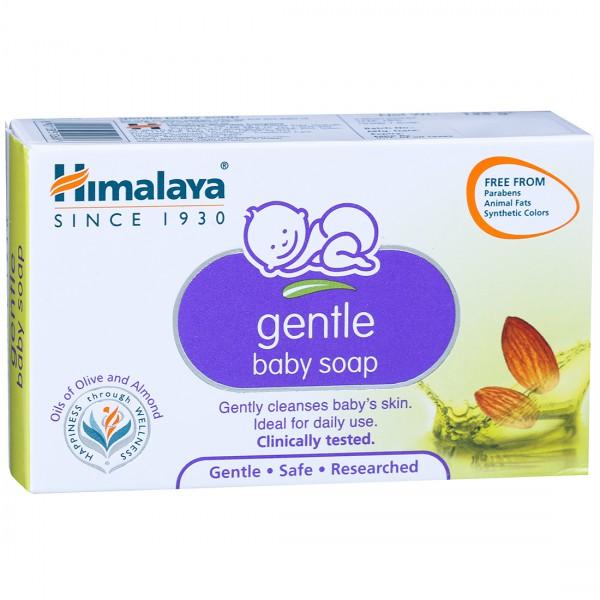 Himalaya®
SINCE 1930
FREE FROM
Parabens
Animal Fats
Synthetic Colors
gentle
baby soap
Gently cleanses baby's skin.
Ideal for daily use.
Clinically tested.
Gentle • Safe • Researched
Oils of Olive and Almond
HAPPINESS through WELLNESS
gentle
baby soap